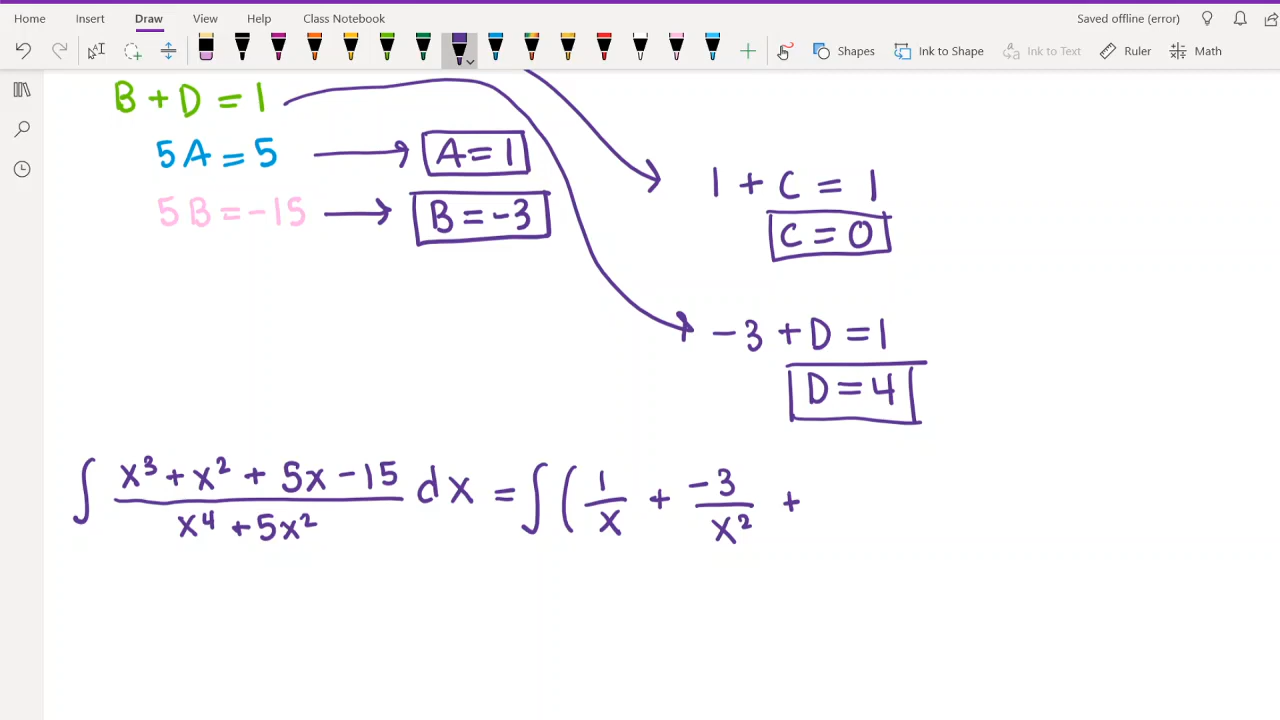 Home Insert Draw View Help Class Notebook Saved offline (error)
Shapes Ink to Shape Ink to Text Ruler Math
B + D = 1
5A = 5
A = 1
5B = -15
B = -3
1 + C = 1
C = 0
-3 + D = 1
D = 4
∫ (x³ + x² + 5x - 15)/(x⁴ + 5x²) dx = ∫ ( 1/x + -3/x² +